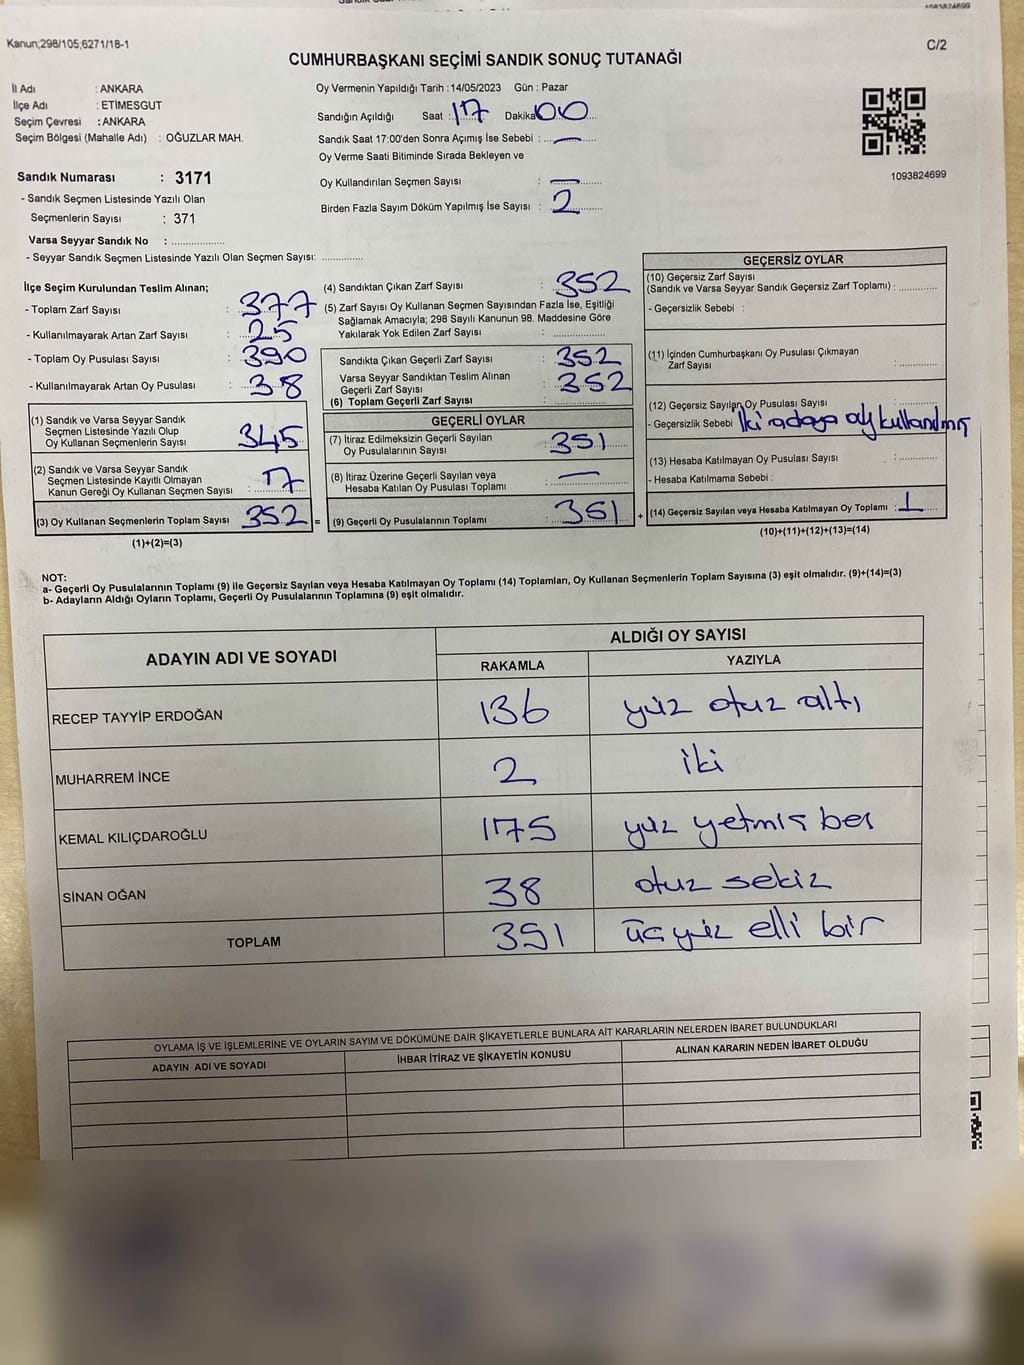 1093824699
Kanun;298/105,6271/18-1
C/2
CUMHURBAŞKANI SEÇİMİ SANDIK SONUÇ TUTANAĞI
İl Adı : ANKARA
İlçe Adı : ETİMESGUT
Seçim Çevresi : ANKARA
Seçim Bölgesi (Mahalle Adı) : OĞUZLAR MAH.
Oy Vermenin Yapıldığı Tarih :14/05/2023 Gün : Pazar
Sandığın Açıldığı Saat : 17 Dakika 00
Sandık Saat 17:00'den Sonra Açımış İse Sebebi : —
Oy Verme Saati Bitiminde Sırada Bekleyen ve
Oy Kullandırılan Seçmen Sayısı : —
Birden Fazla Sayım Döküm Yapılmış İse Sayısı : 2
1093824699
Sandık Numarası : 3171
- Sandık Seçmen Listesinde Yazılı Olan
Seçmenlerin Sayısı : 371
Varsa Seyyar Sandık No : ...................
- Seyyar Sandık Seçmen Listesinde Yazılı Olan Seçmen Sayısı: ..............
İlçe Seçim Kurulundan Teslim Alınan;
- Toplam Zarf Sayısı : 377
- Kullanılmayarak Artan Zarf Sayısı : 25
- Toplam Oy Pusulası Sayısı : 390
- Kullanılmayarak Artan Oy Pusulası : 38
(1) Sandık ve Varsa Seyyar Sandık
Seçmen Listesinde Yazılı Olup
Oy Kullanan Seçmenlerin Sayısı : 345
(2) Sandık ve Varsa Seyyar Sandık
Seçmen Listesinde Kayıtlı Olmayan
Kanun Gereği Oy Kullanan Seçmen Sayısı : 17
(3) Oy Kullanan Seçmenlerin Toplam Sayısı 352 =
(1)+(2)=(3)
(4) Sandıktan Çıkan Zarf Sayısı : 352
(5) Zarf Sayısı Oy Kullanan Seçmen Sayısından Fazla İse, Eşitliği
Sağlamak Amacıyla; 298 Sayılı Kanunun 98. Maddesine Göre
Yakılarak Yok Edilen Zarf Sayısı : ..............
Sandıkta Çıkan Geçerli Zarf Sayısı : 352
Varsa Seyyar Sandıktan Teslim Alınan
Geçerli Zarf Sayısı : 352
(6) Toplam Geçerli Zarf Sayısı : ..............
GEÇERLİ OYLAR
(7) İtiraz Edilmeksizin Geçerli Sayılan
Oy Pusulalarının Sayısı : 351
(8) İtiraz Üzerine Geçerli Sayılan veya
Hesaba Katılan Oy Pusulası Toplamı : —
(9) Geçerli Oy Pusulalarının Toplamı : 351 +
GEÇERSİZ OYLAR
(10) Geçersiz Zarf Sayısı
(Sandık ve Varsa Seyyar Sandık Geçersiz Zarf Toplamı) : ..........
- Geçersizlik Sebebi :
(11) İçinden Cumhurbaşkanı Oy Pusulası Çıkmayan
Zarf Sayısı : ..........
(12) Geçersiz Sayılan Oy Pusulası Sayısı : ..........
- Geçersizlik Sebebi İki adaya oy kullanılmış
(13) Hesaba Katılmayan Oy Pusulası Sayısı : ..........
- Hesaba Katılmama Sebebi :
(14) Geçersiz Sayılan veya Hesaba Katılmayan Oy Toplamı : 1
(10)+(11)+(12)+(13)=(14)
NOT:
a- Geçerli Oy Pusulalarının Toplamı (9) ile Geçersiz Sayılan veya Hesaba Katılmayan Oy Toplamı (14) Toplamları, Oy Kullanan Seçmenlerin Toplam Sayısına (3) eşit olmalıdır. (9)+(14)=(3)
b- Adayların Aldığı Oyların Toplamı, Geçerli Oy Pusulalarının Toplamına (9) eşit olmalıdır.
ADAYIN ADI VE SOYADI
ALDIĞI OY SAYISI
RAKAMLA YAZIYLA
RECEP TAYYİP ERDOĞAN 136 yüz otuz altı
MUHARREM İNCE 2 iki
KEMAL KILIÇDAROĞLU 175 yüz yetmiş beş
SİNAN OĞAN 38 otuz sekiz
TOPLAM 351 üçyüz elli bir
OYLAMA İŞ VE İŞLEMLERİNE VE OYLARIN SAYIM VE DÖKÜMÜNE DAİR ŞİKAYETLERLE BUNLARA AİT KARARLARIN NELERDEN İBARET BULUNDUKLARI
ADAYIN ADI VE SOYADI İHBAR İTİRAZ VE ŞİKAYETİN KONUSU ALINAN KARARIN NEDEN İBARET OLDUĞU